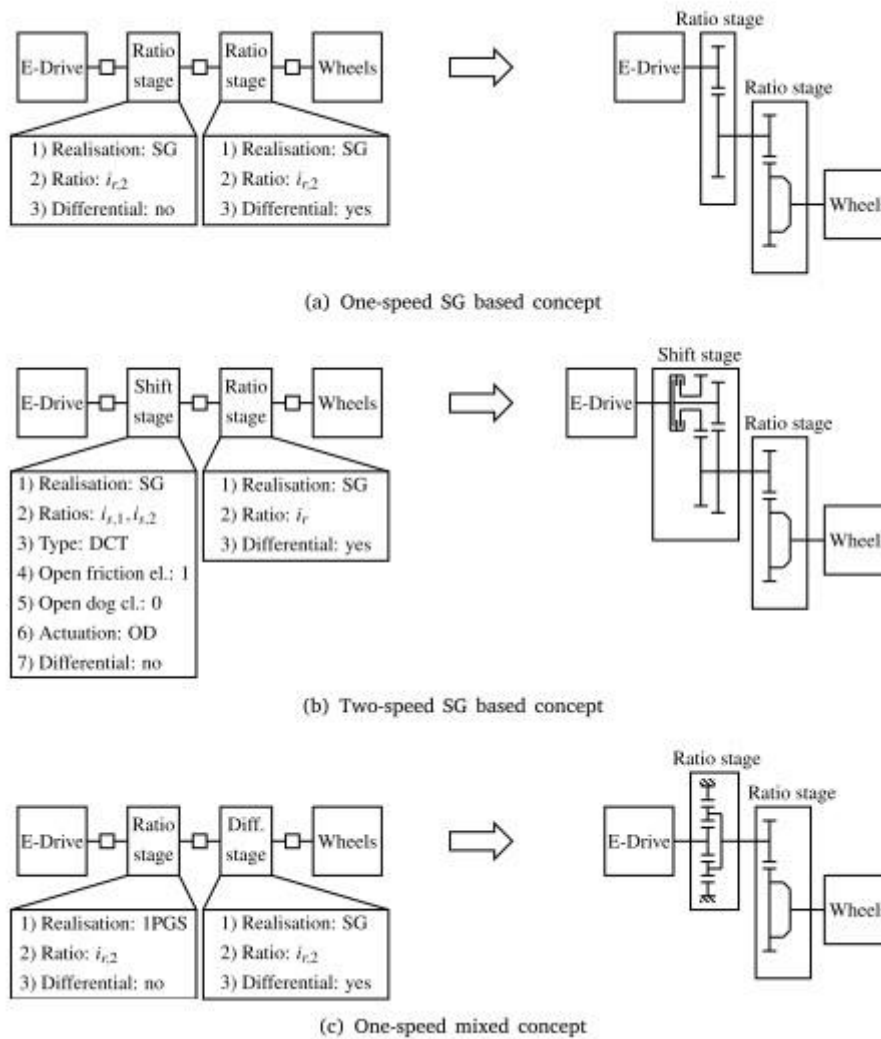 E-Drive
Ratio
stage
Ratio
stage
Wheels
1) Realisation: SG
2) Ratio: i_{r,2}
3) Differential: no
1) Realisation: SG
2) Ratio: i_{r,2}
3) Differential: yes
Ratio stage
E-Drive
Ratio stage
Wheel
(a) One-speed SG based concept
E-Drive
Shift
stage
Ratio
stage
Wheels
1) Realisation: SG
2) Ratios: i_{s,1}, i_{s,2}
3) Type: DCT
4) Open friction el.: 1
5) Open dog cl.: 0
6) Actuation: OD
7) Differential: no
1) Realisation: SG
2) Ratio: i_r
3) Differential: yes
Shift stage
E-Drive
Ratio stage
Wheel
(b) Two-speed SG based concept
E-Drive
Ratio
stage
Diff.
stage
Wheels
1) Realisation: 1PGS
2) Ratio: i_{r,2}
3) Differential: no
1) Realisation: SG
2) Ratio: i_{r,2}
3) Differential: yes
Ratio stage
E-Drive
Ratio stage
Wheel
(c) One-speed mixed concept